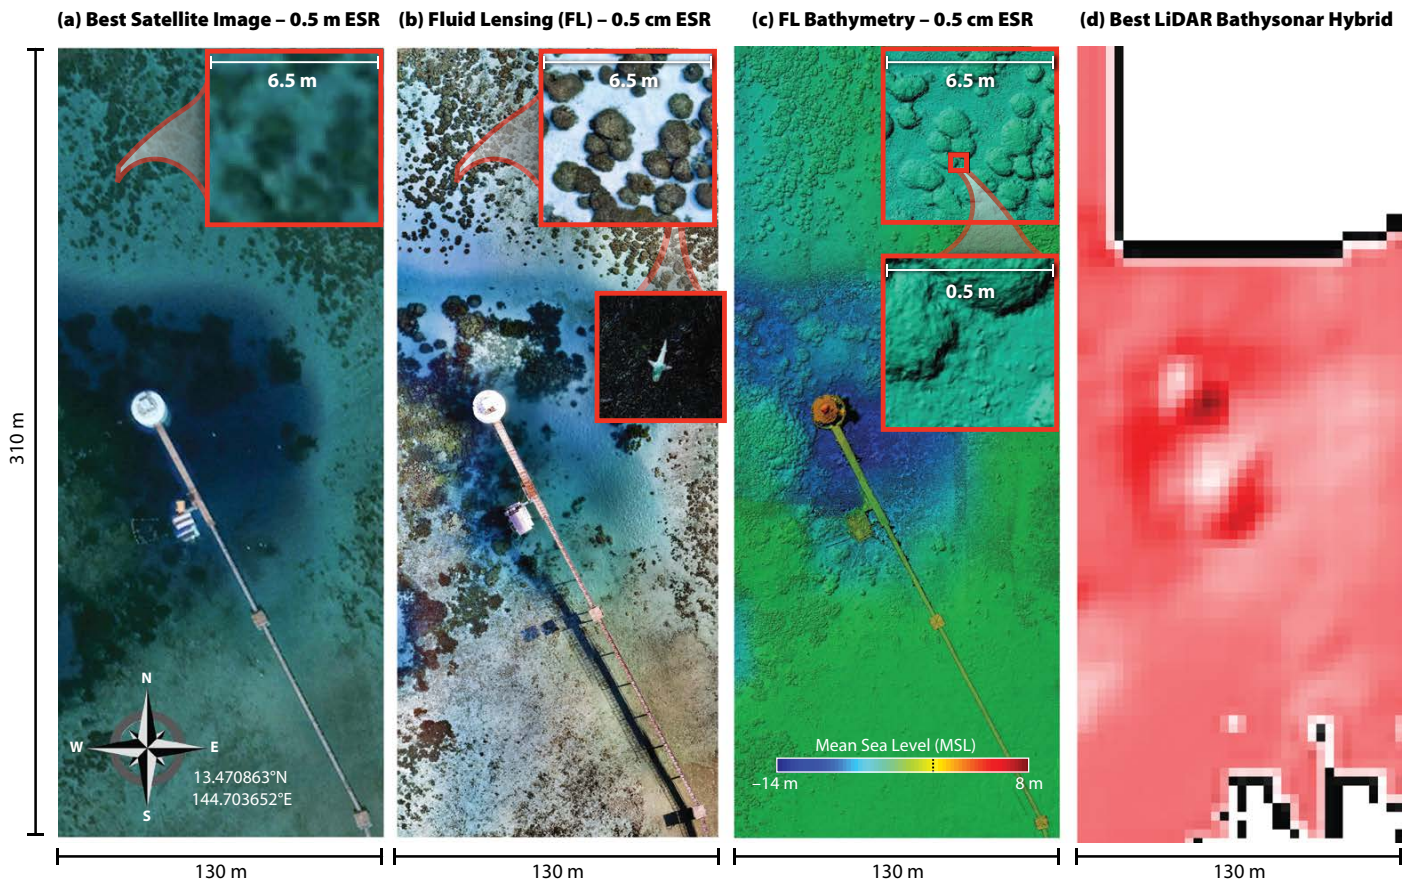 (a) Best Satellite Image – 0.5 m ESR
(b) Fluid Lensing (FL) – 0.5 cm ESR
(c) FL Bathymetry – 0.5 cm ESR
(d) Best LiDAR Bathysonar Hybrid
6.5 m
6.5 m
6.5 m
0.5 m
310 m
N
W
E
S
13.470863°N
144.703652°E
Mean Sea Level (MSL)
–14 m
8 m
130 m
130 m
130 m
130 m